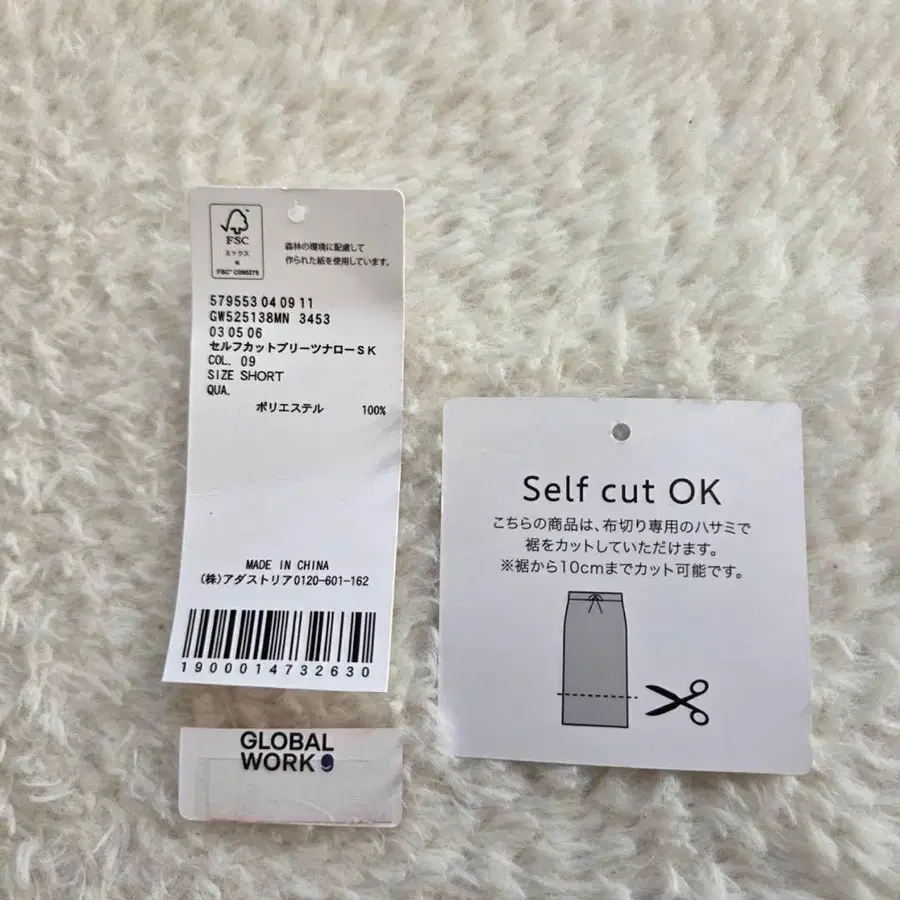 FSC
ミックス
紙
FSC® C095275
森林の環境に配慮して
作られた紙を使用しています。
579553 04 09 11
GW525138MN 3453
03 05 06
セルフカットプリーツナローSK
COL. 09
SIZE SHORT
QUA.
ポリエステル 100%
MADE IN CHINA
(株)アダストリア0120-601-162
1900014732630
GLOBAL
WORK
Self cut OK
こちらの商品は、布切り専用のハサミで
裾をカットしていただけます。
※裾から10cmまでカット可能です。